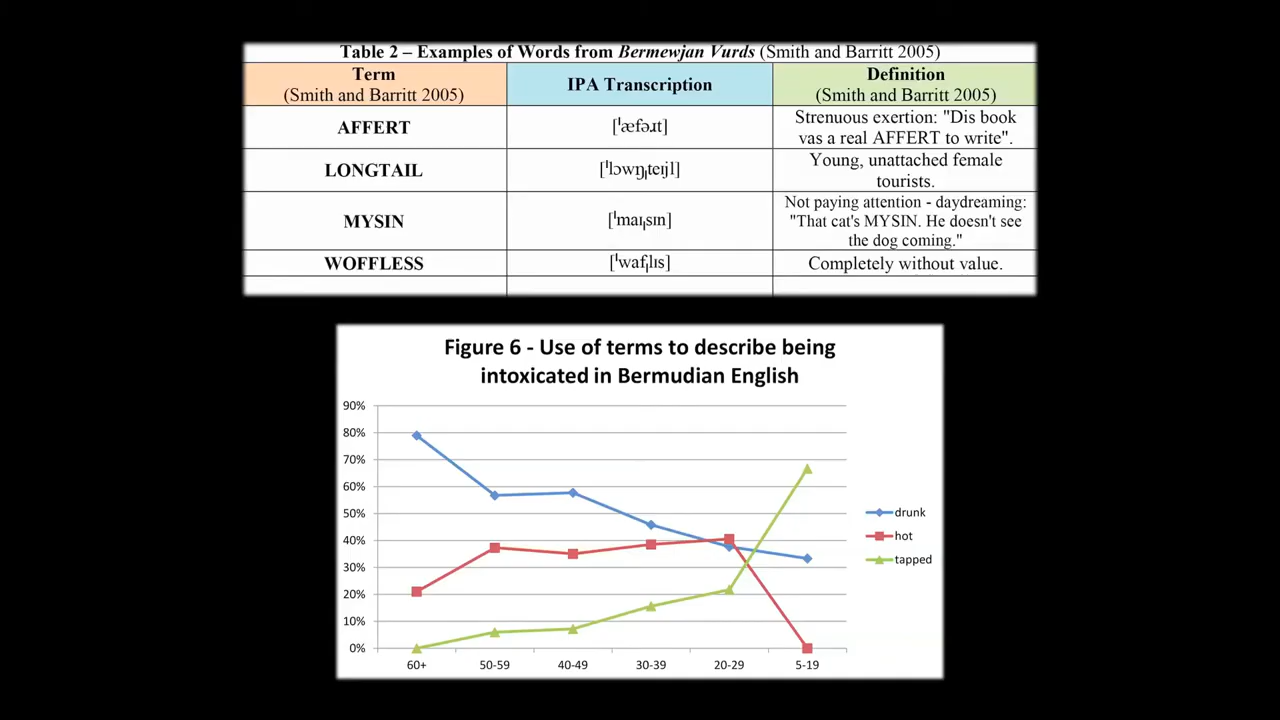 Table 2 – Examples of Words from Bermewjan Vurds (Smith and Barritt 2005)
Term
(Smith and Barritt 2005)
IPA Transcription
Definition
(Smith and Barritt 2005)
AFFERT
[ˈæfəɹt]
Strenuous exertion: "Dis book
vas a real AFFERT to write".
LONGTAIL
[ˈlɔwŋˌteɪjl]
Young, unattached female
tourists.
MYSIN
[ˈmaɪˌsɪn]
Not paying attention - daydreaming:
"That cat's MYSIN. He doesn't see
the dog coming."
WOFFLESS
[ˈwafˌlɪs]
Completely without value.
Figure 6 - Use of terms to describe being
intoxicated in Bermudian English
90%
80%
70%
60%
50%
40%
30%
20%
10%
0%
60+ 50-59 40-49 30-39 20-29 5-19
drunk
hot
tapped